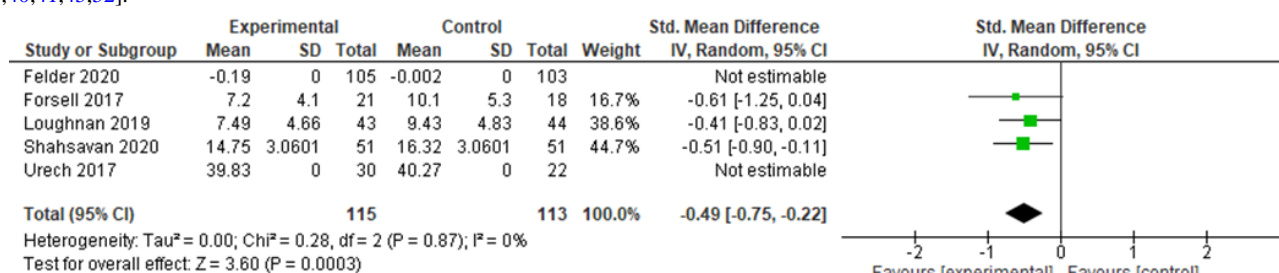 Experimental Control Std. Mean Difference Std. Mean Difference
Study or Subgroup Mean SD Total Mean SD Total Weight IV, Random, 95% CI IV, Random, 95% CI
Felder 2020 -0.19 0 105 -0.002 0 103 Not estimable
Forsell 2017 7.2 4.1 21 10.1 5.3 18 16.7% -0.61 [-1.25, 0.04]
Loughnan 2019 7.49 4.66 43 9.43 4.83 44 38.6% -0.41 [-0.83, 0.02]
Shahsavan 2020 14.75 3.0601 51 16.32 3.0601 51 44.7% -0.51 [-0.90, -0.11]
Urech 2017 39.83 0 30 40.27 0 22 Not estimable
Total (95% CI) 115 113 100.0% -0.49 [-0.75, -0.22]
Heterogeneity: Tau² = 0.00; Chi² = 0.28, df = 2 (P = 0.87); I² = 0%
Test for overall effect: Z = 3.60 (P = 0.0003)
-2 -1 0 1 2
Favours [experimental] Favours [control]